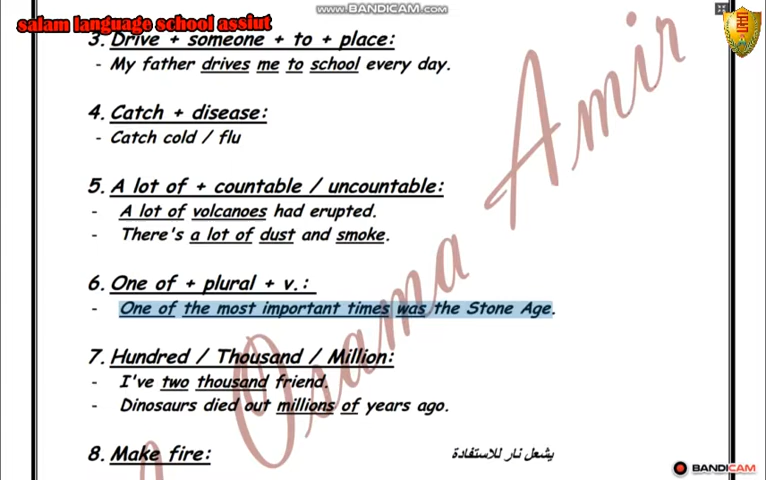 www.BANDICAM.com
salam language school assiut
3. Drive + someone + to + place:
- My father drives me to school every day.
4. Catch + disease:
- Catch cold / flu
5. A lot of + countable / uncountable:
- A lot of volcanoes had erupted.
- There's a lot of dust and smoke.
6. One of + plural + v.:
- One of the most important times was the Stone Age.
7. Hundred / Thousand / Million:
- I've two thousand friend.
- Dinosaurs died out millions of years ago.
8. Make fire: يشعل نار للاستفادة
Osama Amir
BANDICAM